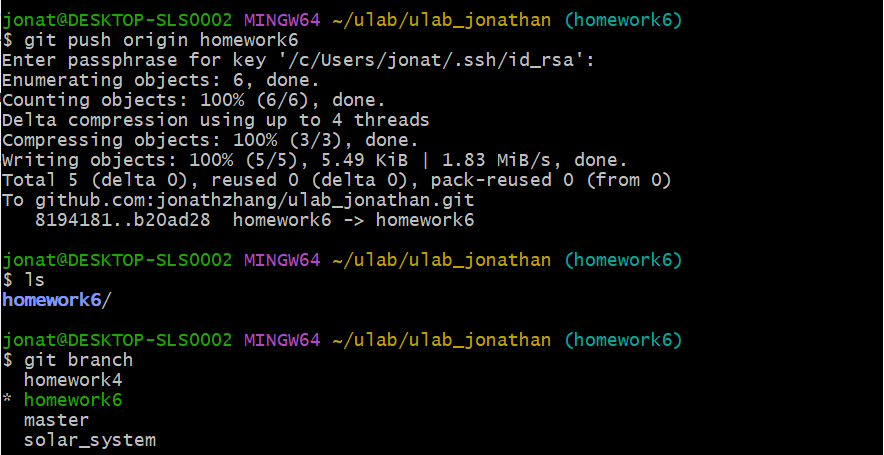 jonat@DESKTOP-SLS0002 MINGW64 ~/ulab/ulab_jonathan (homework6)
$ git push origin homework6
Enter passphrase for key '/c/Users/jonat/.ssh/id_rsa':
Enumerating objects: 6, done.
Counting objects: 100% (6/6), done.
Delta compression using up to 4 threads
Compressing objects: 100% (3/3), done.
Writing objects: 100% (5/5), 5.49 KiB | 1.83 MiB/s, done.
Total 5 (delta 0), reused 0 (delta 0), pack-reused 0 (from 0)
To github.com:jonathzhang/ulab_jonathan.git
   8194181..b20ad28  homework6 -> homework6
jonat@DESKTOP-SLS0002 MINGW64 ~/ulab/ulab_jonathan (homework6)
$ ls
homework6/
jonat@DESKTOP-SLS0002 MINGW64 ~/ulab/ulab_jonathan (homework6)
$ git branch
  homework4
* homework6
  master
  solar_system